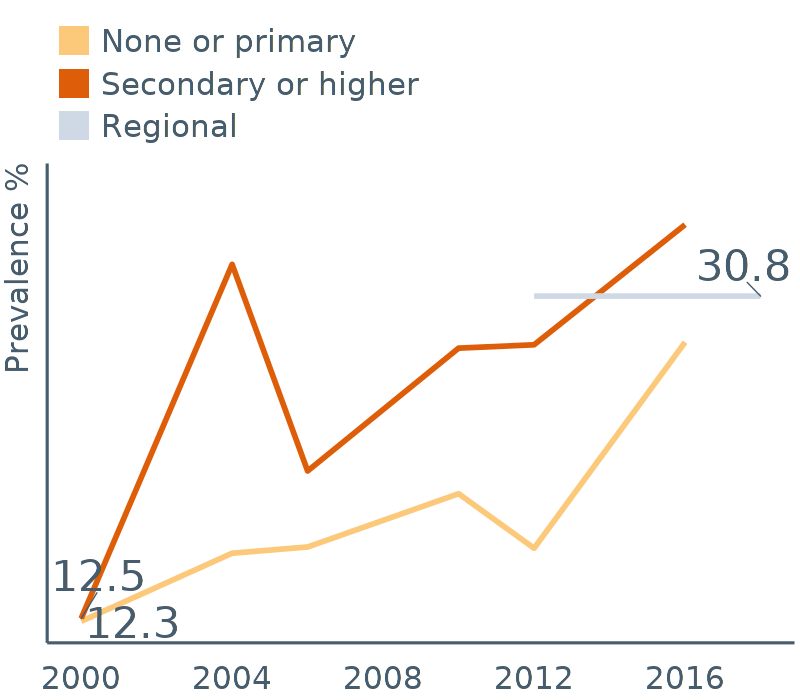 None or primary
Secondary or higher
Regional
Prevalence %
30.8
12.5
12.3
2000 2004 2008 2012 2016